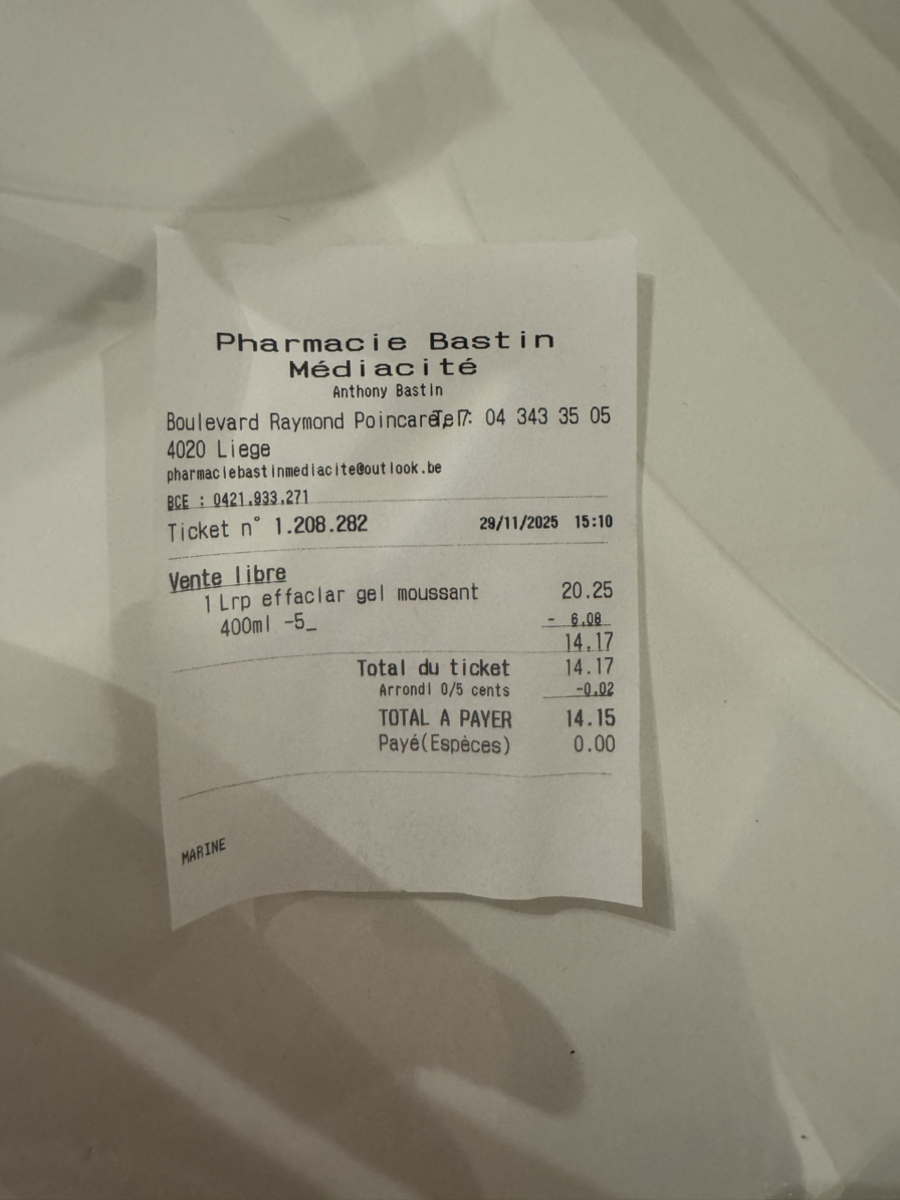 Pharmacie Bastin
Médiacité
Anthony Bastin
Boulevard Raymond Poincaré, 7 Tel: 04 343 35 05
4020 Liege
pharmaciebastinmediacite@outlook.be
BCE : 0421.933.271
Ticket n° 1.208.282 29/11/2025 15:10
Vente libre
1 Lrp effaclar gel moussant 20.25
400ml -5_ - 6.08
14.17
Total du ticket 14.17
Arrondi 0/5 cents -0.02
TOTAL A PAYER 14.15
Payé(Espèces) 0.00
MARINE